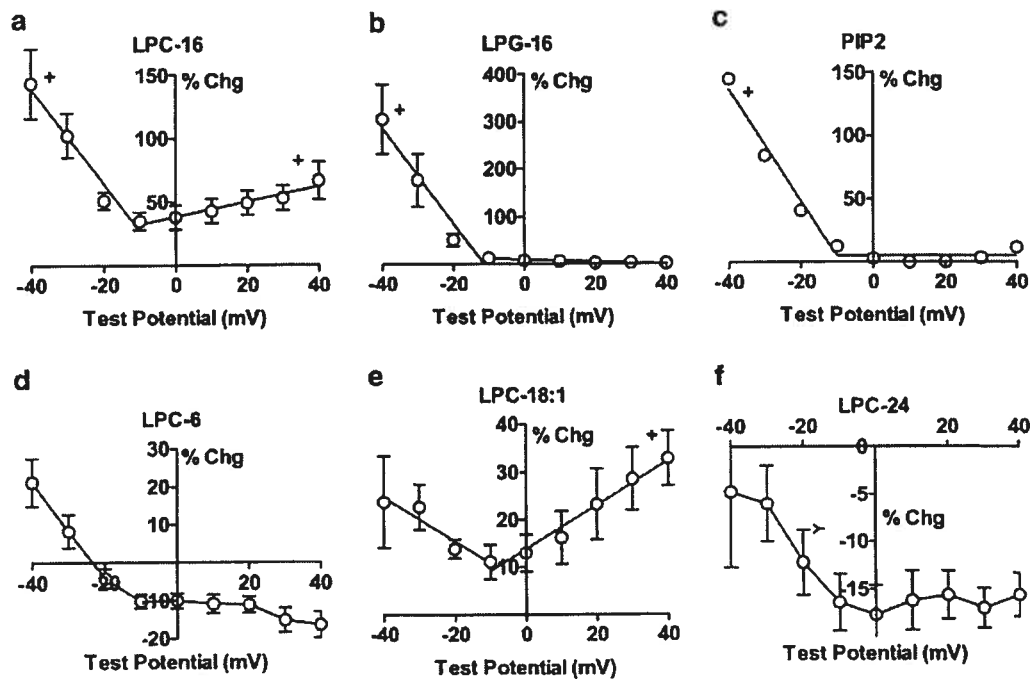 a
LPC-16
% Chg
150
100
50
-40 -20 0 20 40
Test Potential (mV)
+
+
b
LPG-16
% Chg
400
300
200
100
-40 -20 0 20 40
Test Potential (mV)
+
c
PIP2
% Chg
150
100
50
-40 -20 0 20 40
Test Potential (mV)
+
d
LPC-6
% Chg
30
20
10
-40 -20 20 40
-10
-20
Test Potential (mV)
e
LPC-18:1
% Chg
40
30
20
10
-40 -20 0 20 40
Test Potential (mV)
+
f
LPC-24
-40 -20 0 20 40
% Chg
-5
-10
-15
Test Potential (mV)
Y